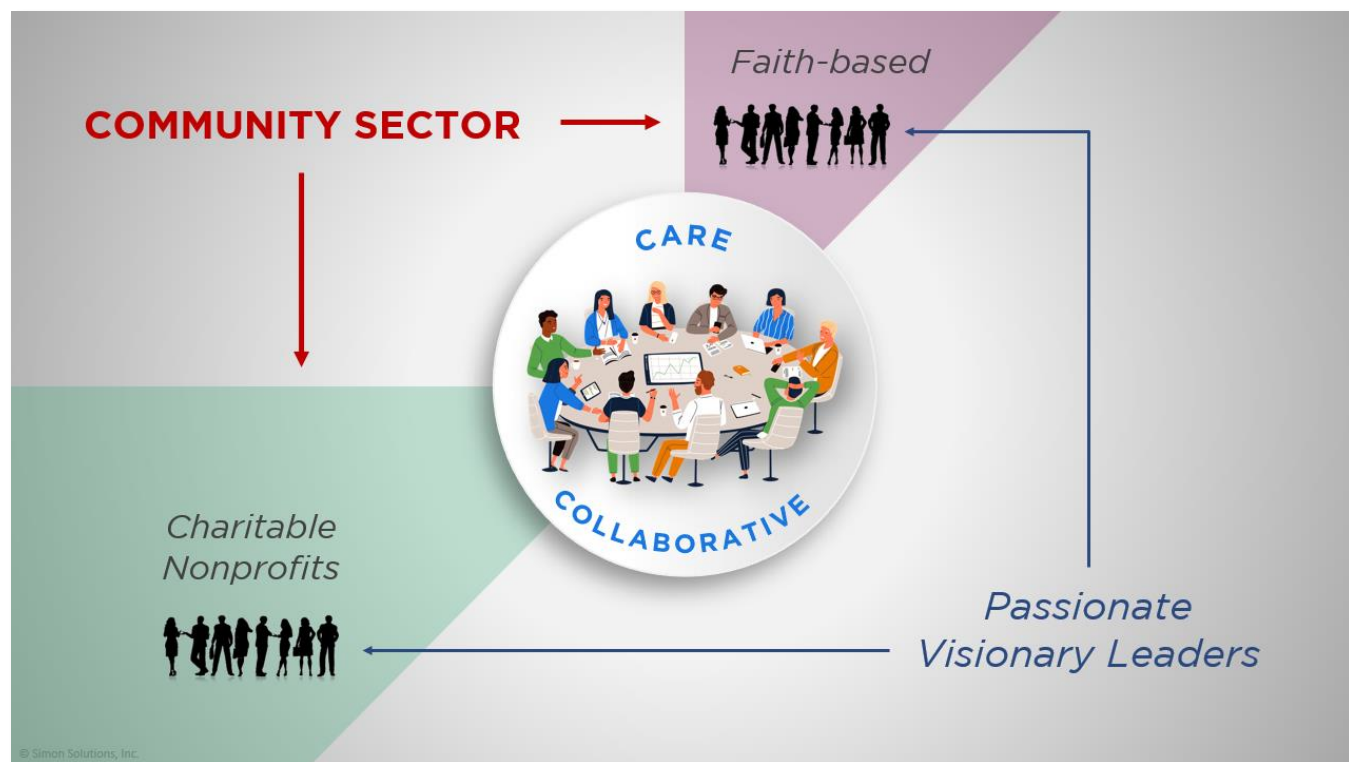 Faith-based
COMMUNITY SECTOR
CARE
COLLABORATIVE
Charitable
Nonprofits
Passionate
Visionary Leaders
© Simon Solutions, Inc.